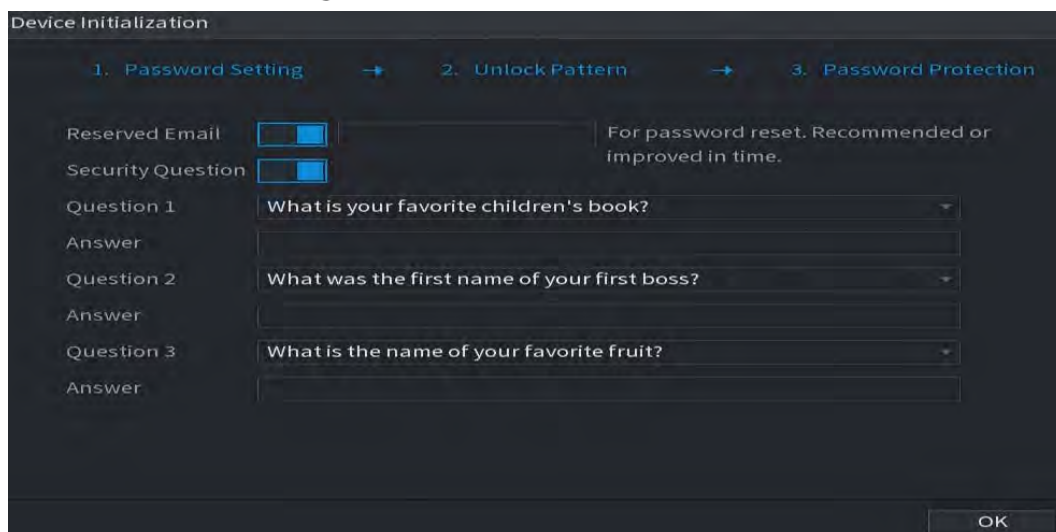 Device Initialization
1. Password Setting → 2. Unlock Pattern → 3. Password Protection
Reserved Email
For password reset. Recommended or
improved in time.
Security Question
Question 1 What is your favorite children's book?
Answer
Question 2 What was the first name of your first boss?
Answer
Question 3 What is the name of your favorite fruit?
Answer
OK